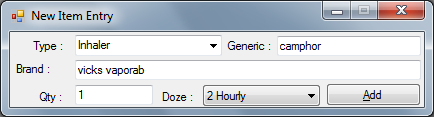 New Item Entry
Type : Inhaler Generic : camphor
Brand : vicks vaporab
Qty : 1 Doze : 2 Hourly Add